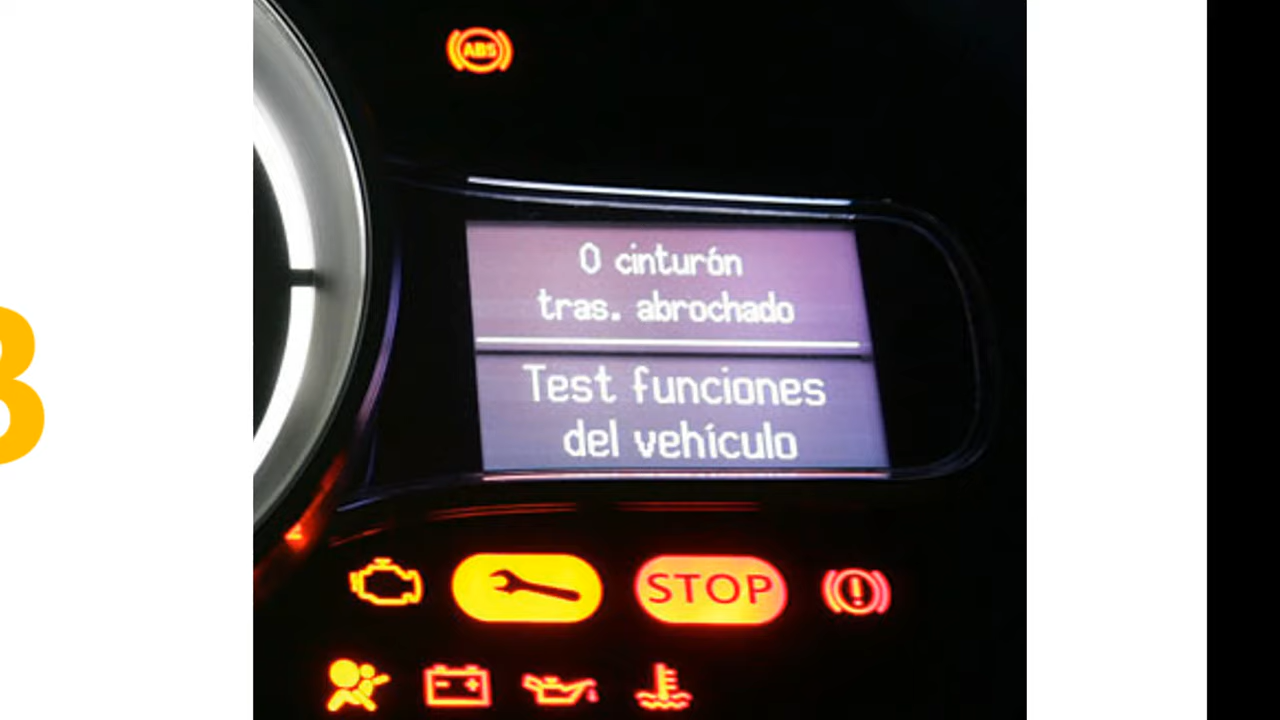 ABS
0 cinturón
tras. abrochado
Test funciones
del vehículo
STOP